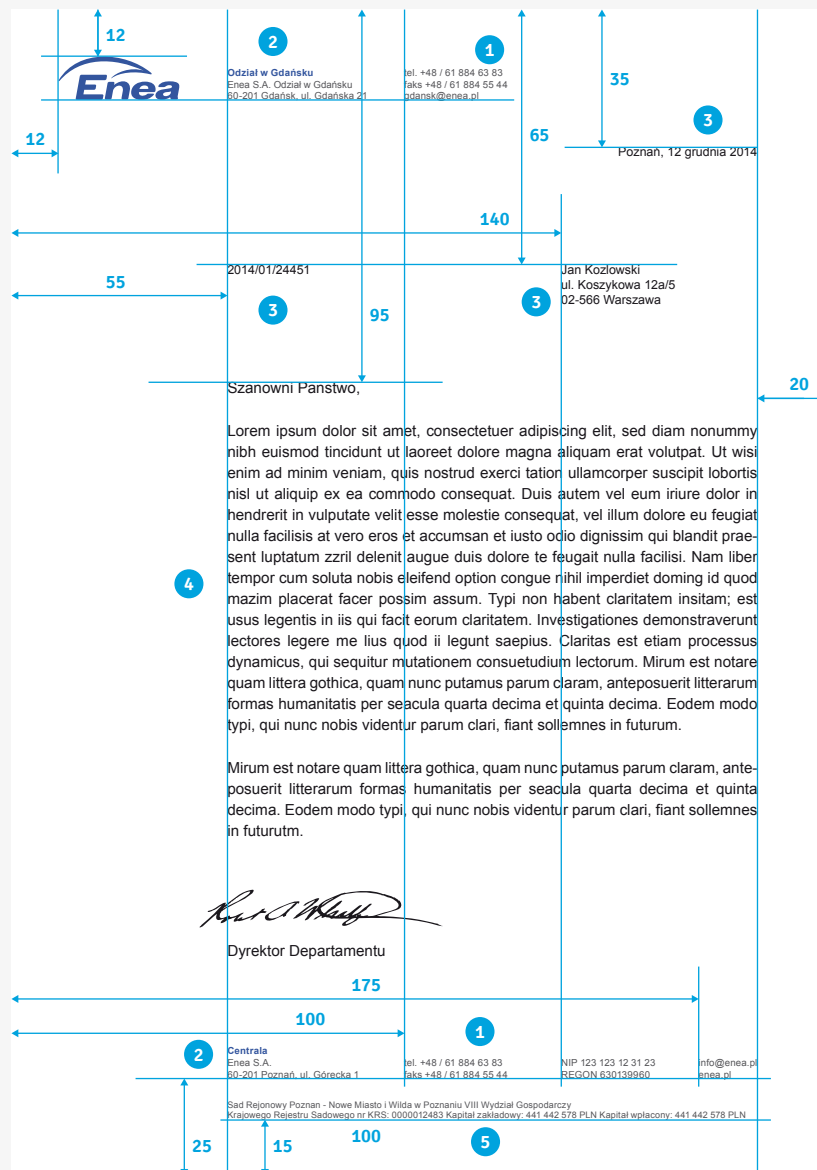 12
2
1
Enea
Odział w Gdańsku
Enea S.A. Odział w Gdańsku
60-201 Gdańsk, ul. Gdańska 21
tel. +48 / 61 884 63 83
faks +48 / 61 884 55 44
gdansk@enea.pl
35
3
12
65
Poznań, 12 grudnia 2014
140
2014/01/24451
Jan Kozlowski
ul. Koszykowa 12a/5
02-566 Warszawa
55
3
3
95
20
Szanowni Panstwo,
Lorem ipsum dolor sit amet, consectetuer adipiscing elit, sed diam nonummy
nibh euismod tincidunt ut laoreet dolore magna aliquam erat volutpat. Ut wisi
enim ad minim veniam, quis nostrud exerci tation ullamcorper suscipit lobortis
nisl ut aliquip ex ea commodo consequat. Duis autem vel eum iriure dolor in
hendrerit in vulputate velit esse molestie consequat, vel illum dolore eu feugiat
nulla facilisis at vero eros et accumsan et iusto odio dignissim qui blandit prae-
sent luptatum zzril delenit augue duis dolore te feugait nulla facilisi. Nam liber
4
tempor cum soluta nobis eleifend option congue nihil imperdiet doming id quod
mazim placerat facer possim assum. Typi non habent claritatem insitam; est
usus legentis in iis qui facit eorum claritatem. Investigationes demonstraverunt
lectores legere me lius quod ii legunt saepius. Claritas est etiam processus
dynamicus, qui sequitur mutationem consuetudium lectorum. Mirum est notare
quam littera gothica, quam nunc putamus parum claram, anteposuerit litterarum
formas humanitatis per seacula quarta decima et quinta decima. Eodem modo
typi, qui nunc nobis videntur parum clari, fiant sollemnes in futurum.
Mirum est notare quam littera gothica, quam nunc putamus parum claram, ante-
posuerit litterarum formas humanitatis per seacula quarta decima et quinta
decima. Eodem modo typi, qui nunc nobis videntur parum clari, fiant sollemnes
in futurutm.
Dyrektor Departamentu
175
100
1
2
Centrala
Enea S.A.
60-201 Poznań, ul. Górecka 1
tel. +48 / 61 884 63 83
faks +48 / 61 884 55 44
NIP 123 123 12 31 23
REGON 630139960
info@enea.pl
enea.pl
Sad Rejonowy Poznan - Nowe Miasto i Wilda w Poznaniu VIII Wydział Gospodarczy
Krajowego Rejestru Sadowego nr KRS: 0000012483 Kapitał zakładowy: 441 442 578 PLN Kapitał wpłacony: 441 442 578 PLN
25
15
100
5